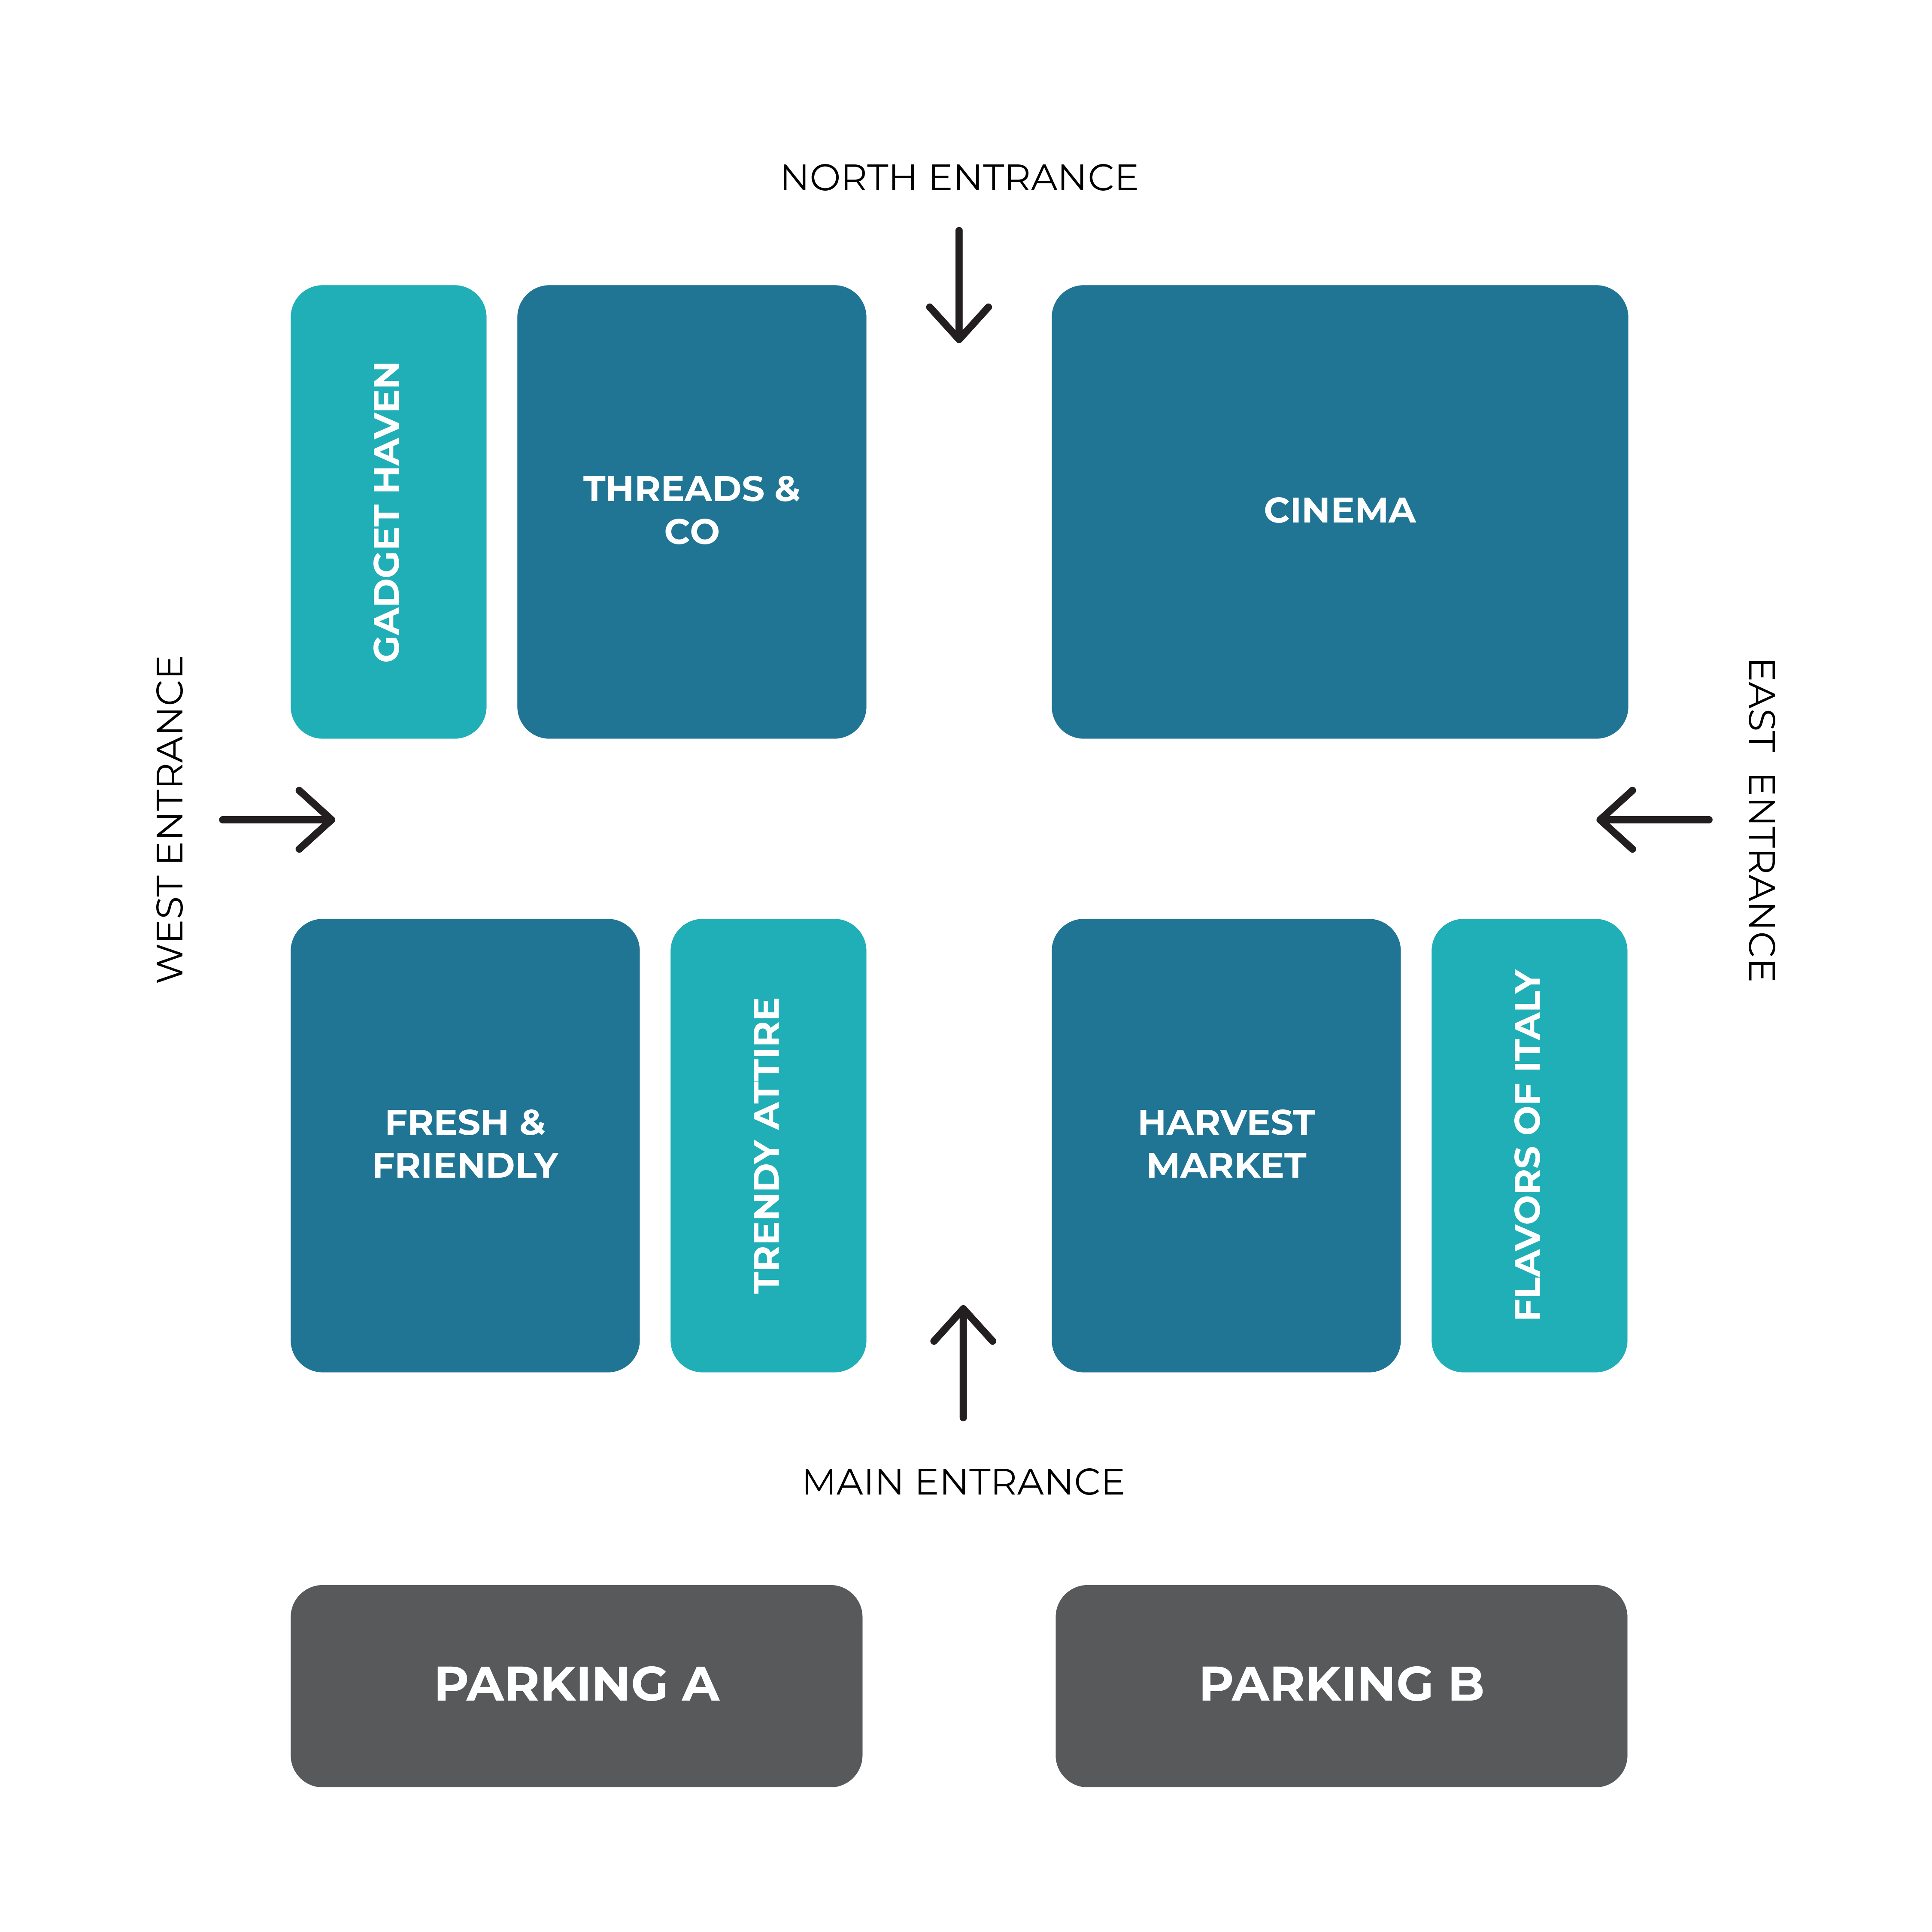 NORTH ENTRANCE
GADGET HAVEN
THREADS &
CO
CINEMA
WEST ENTRANCE
EAST ENTRANCE
FRESH &
FRIENDLY
TRENDY ATTIRE
HARVEST
MARKET
FLAVORS OF ITALY
MAIN ENTRANCE
PARKING A
PARKING B